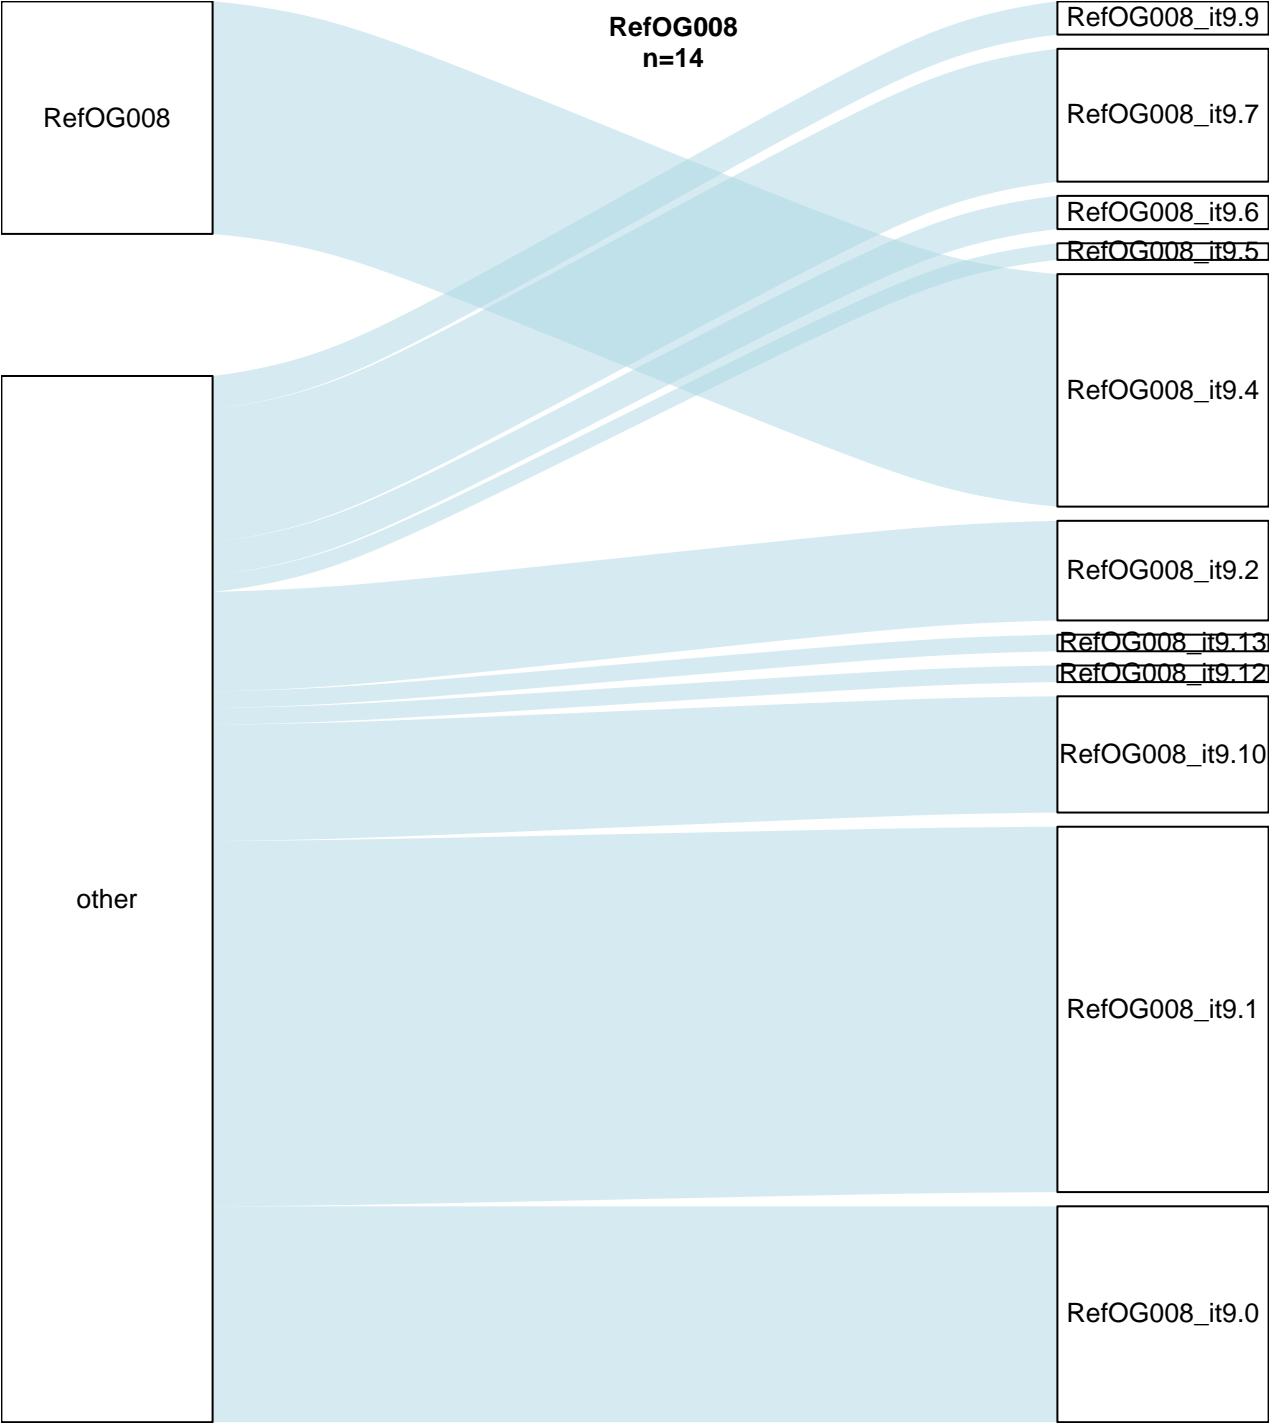 RefOG008
n=14
RefOG008
other
RefOG008_it9.9
RefOG008_it9.7
RefOG008_it9.6
RefOG008_it9.5
RefOG008_it9.4
RefOG008_it9.2
RefOG008_it9.13
RefOG008_it9.12
RefOG008_it9.10
RefOG008_it9.1
RefOG008_it9.0